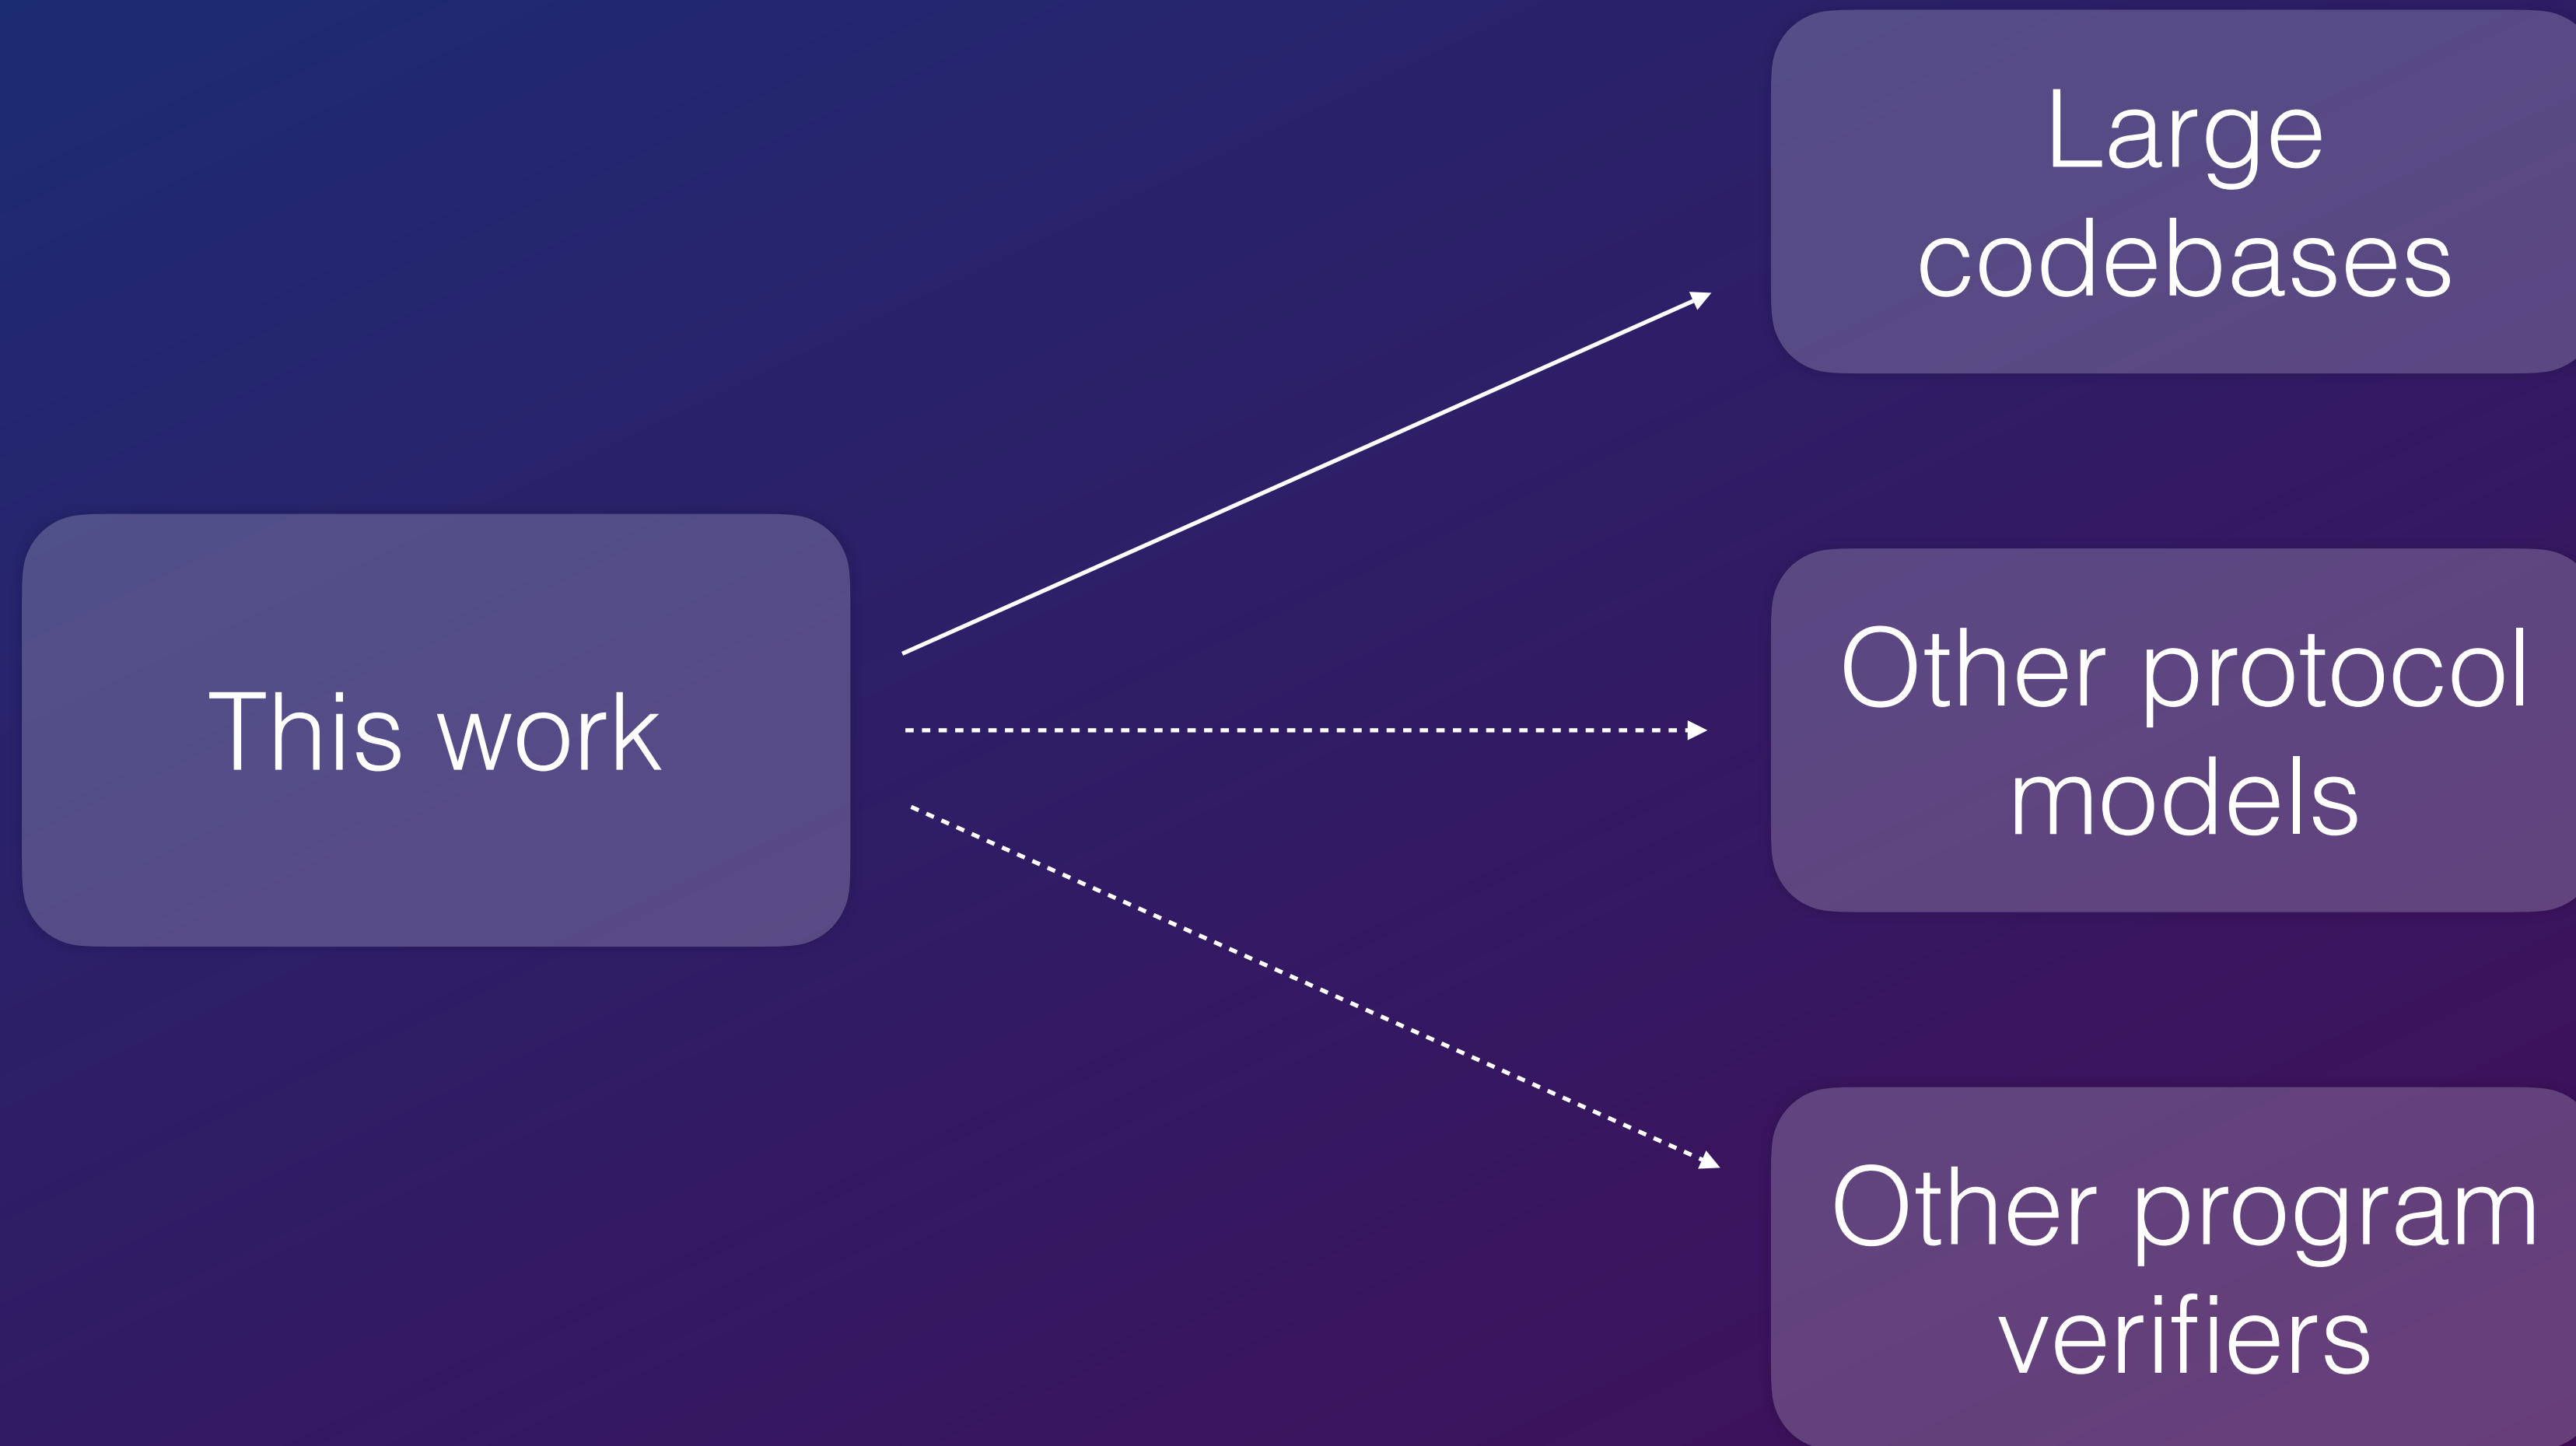 Large
codebases
This work
Other protocol
models
Other program
verifiers